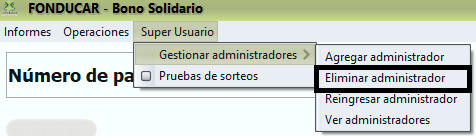 FONDUCAR - Bono Solidario
Informes Operaciones Super Usuario
Gestionar administradores
Pruebas de sorteos
Agregar administrador
Eliminar administrador
Reingresar administrador
Ver administradores
Número de